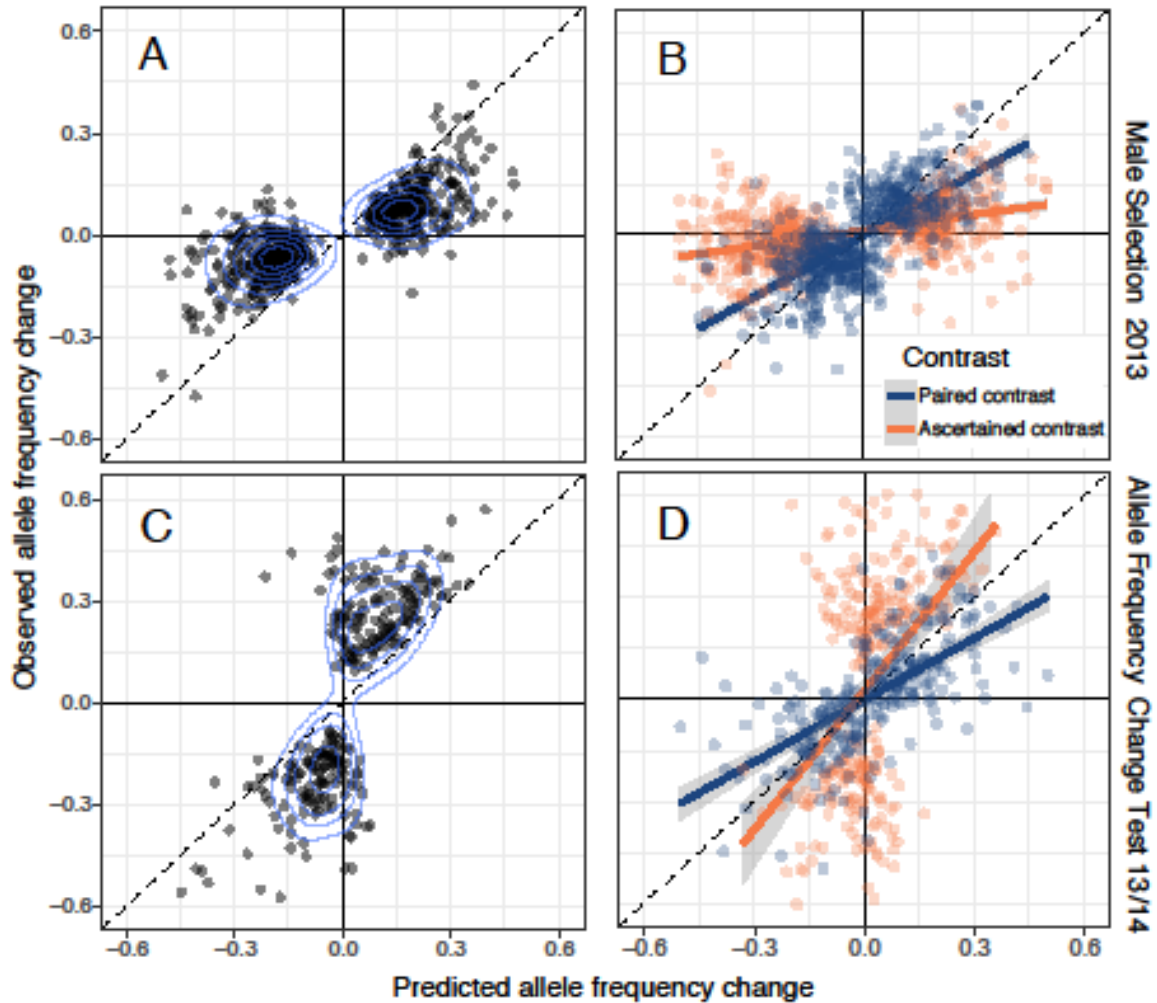 A
B
0.6
0.3
0.0
−0.3
−0.6
Male Selection 2013
Contrast
Paired contrast
Ascertained contrast
Observed allele frequency change
C
D
0.6
0.3
0.0
−0.3
−0.6
Allele Frequency Change Test 13/14
−0.6 −0.3 0.0 0.3 0.6
−0.6 −0.3 0.0 0.3 0.6
Predicted allele frequency change